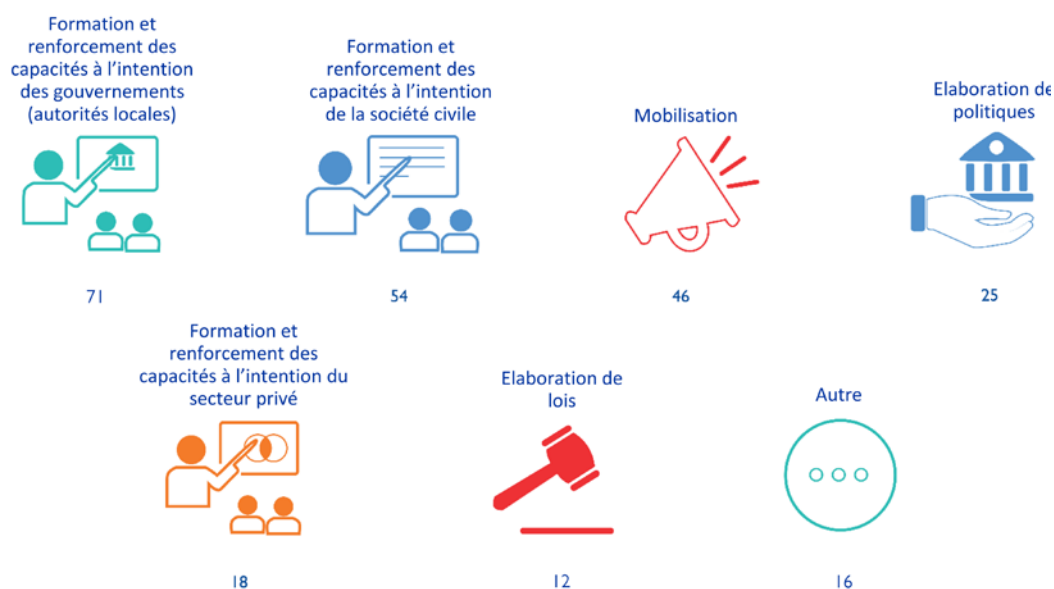 Formation et
renforcement des
capacités à l'intention
des gouvernements
(autorités locales)
71
Formation et
renforcement des
capacités à l'intention
de la société civile
54
Mobilisation
46
Elaboration de
politiques
25
Formation et
renforcement des
capacités à l'intention du
secteur privé
18
Elaboration de
lois
12
Autre
16